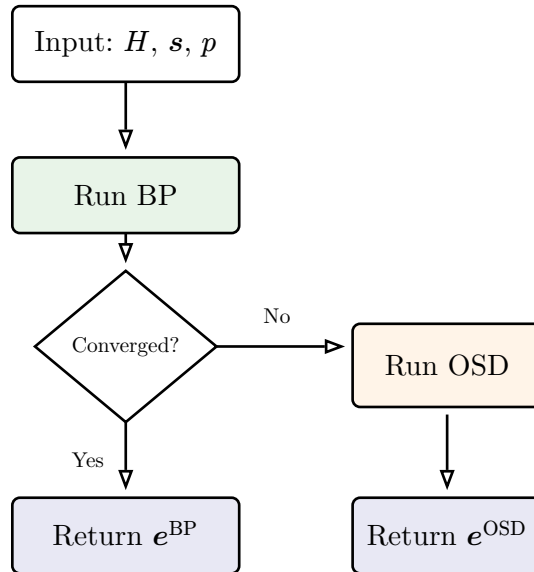 Input: H, s, p
Run BP
Converged?
No
Run OSD
Yes
Return e^BP
Return e^OSD